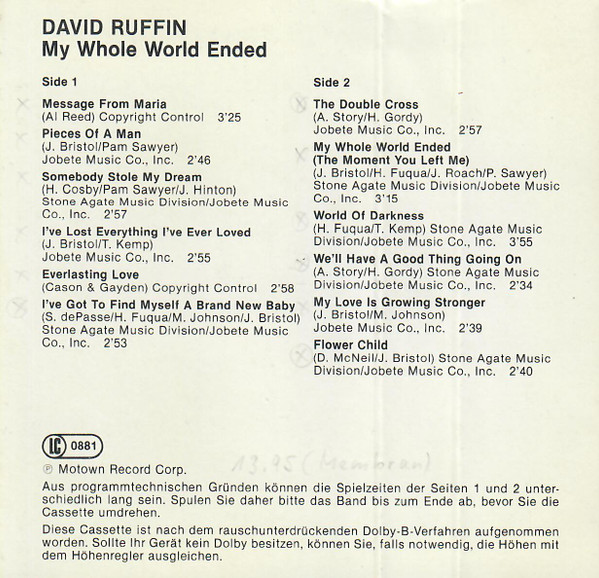 DAVID RUFFIN
My Whole World Ended
Side 1
Message From Maria
(Al Reed) Copyright Control 3'25
Pieces Of A Man
(J. Bristol/Pam Sawyer)
Jobete Music Co., Inc. 2'46
Somebody Stole My Dream
(H. Cosby/Pam Sawyer/J. Hinton)
Stone Agate Music Division/Jobete Music
Co., Inc. 2'57
I've Lost Everything I've Ever Loved
(J. Bristol/T. Kemp)
Jobete Music Co., Inc. 2'55
Everlasting Love
(Cason & Gayden) Copyright Control 2'58
I've Got To Find Myself A Brand New Baby
(S. dePasse/H. Fuqua/M. Johnson/J. Bristol)
Stone Agate Music Division/Jobete Music
Co., Inc. 2'53
Side 2
The Double Cross
(A. Story/H. Gordy)
Jobete Music Co., Inc. 2'57
My Whole World Ended
(The Moment You Left Me)
(J. Bristol/H. Fuqua/J. Roach/P. Sawyer)
Stone Agate Music Division/Jobete Music
Co., Inc. 3'15
World Of Darkness
(H. Fuqua/T. Kemp) Stone Agate Music
Division/Jobete Music Co., Inc. 3'55
We'll Have A Good Thing Going On
(A. Story/H. Gordy) Stone Agate Music
Division/Jobete Music Co., Inc. 2'34
My Love Is Growing Stronger
(J. Bristol/M. Johnson)
Jobete Music Co., Inc. 2'39
Flower Child
(D. McNeil/J. Bristol) Stone Agate Music
Division/Jobete Music Co., Inc. 2'40
LC 0881
13.95 (Membran)
℗ Motown Record Corp.
Aus programmtechnischen Gründen können die Spielzeiten der Seiten 1 und 2 unter-
schiedlich lang sein. Spulen Sie daher bitte das Band bis zum Ende ab, bevor Sie die
Cassette umdrehen.
Diese Cassette ist nach dem rauschunterdrückenden Dolby-B-Verfahren aufgenommen
worden. Sollte Ihr Gerät kein Dolby besitzen, können Sie, falls notwendig, die Höhen mit
dem Höhenregler ausgleichen.